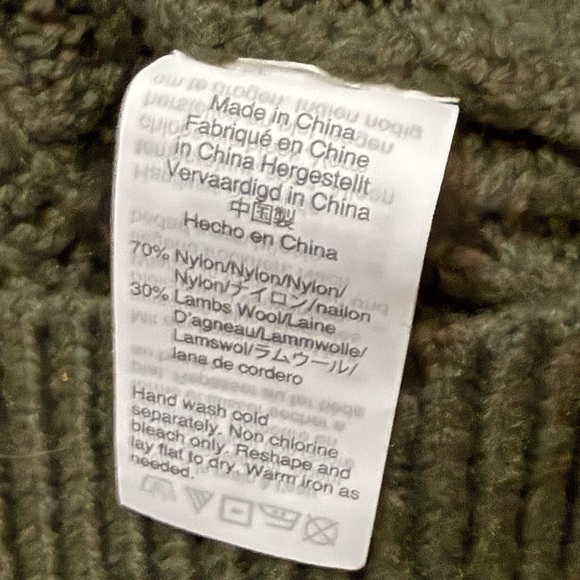 Made in China
Fabriqué en Chine
in China Hergestellt
Vervaardigd in China
中国製
Hecho en China
70% Nylon/Nylon/Nylon/
Nylon/ナイロン/nailon
30% Lambs Wool/Laine
D'agneau/Lammwolle/
Lamswol/ラムウール/
lana de cordero
Hand wash cold
separately. Non chlorine
bleach only. Reshape and
lay flat to dry. Warm iron as
needed.